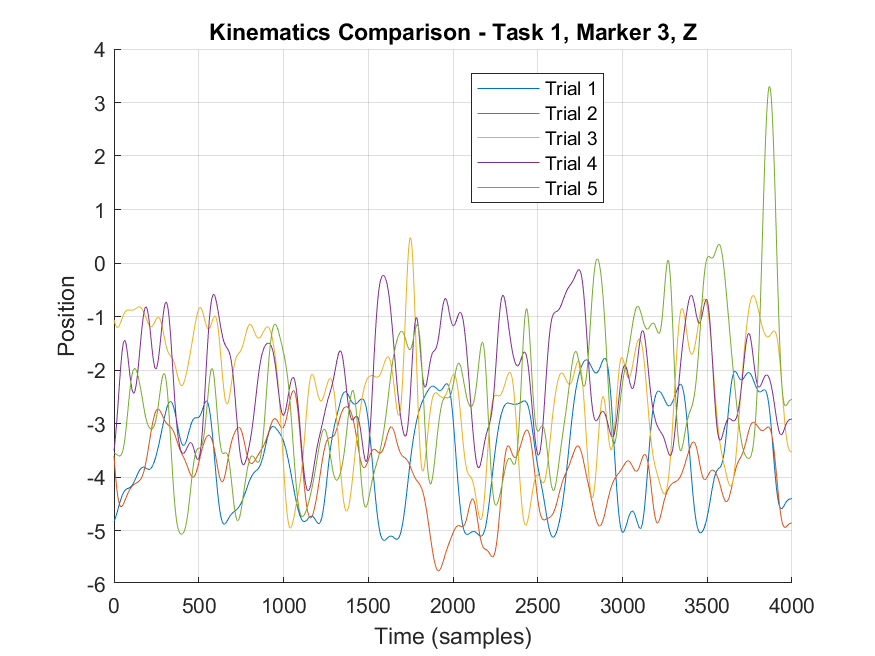 Kinematics Comparison - Task 1, Marker 3, Z
4
3
2
1
0
-1
-2
-3
-4
-5
-6
Position
Trial 1
Trial 2
Trial 3
Trial 4
Trial 5
0 500 1000 1500 2000 2500 3000 3500 4000
Time (samples)